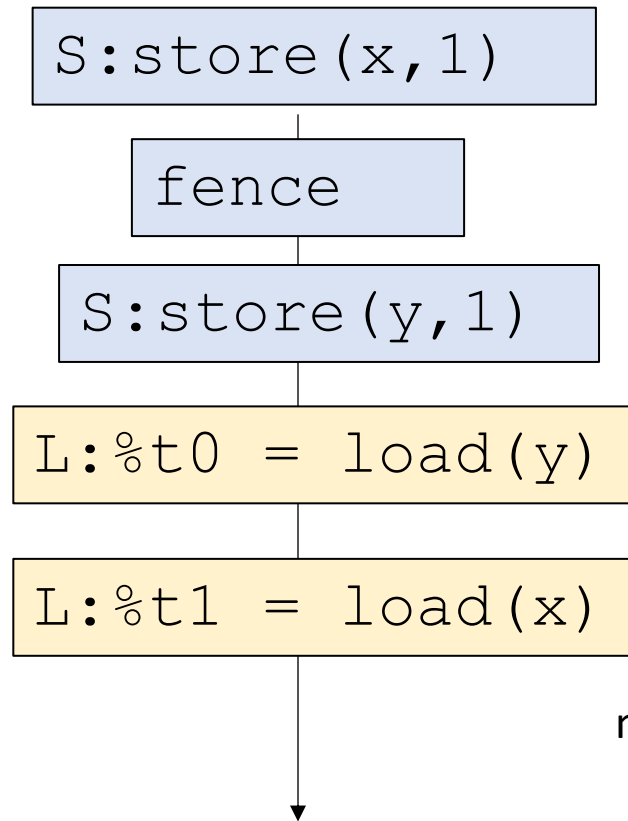 S:store(x,1)
fence
S:store(y,1)
L:%t0 = load(y)
L:%t1 = load(x)